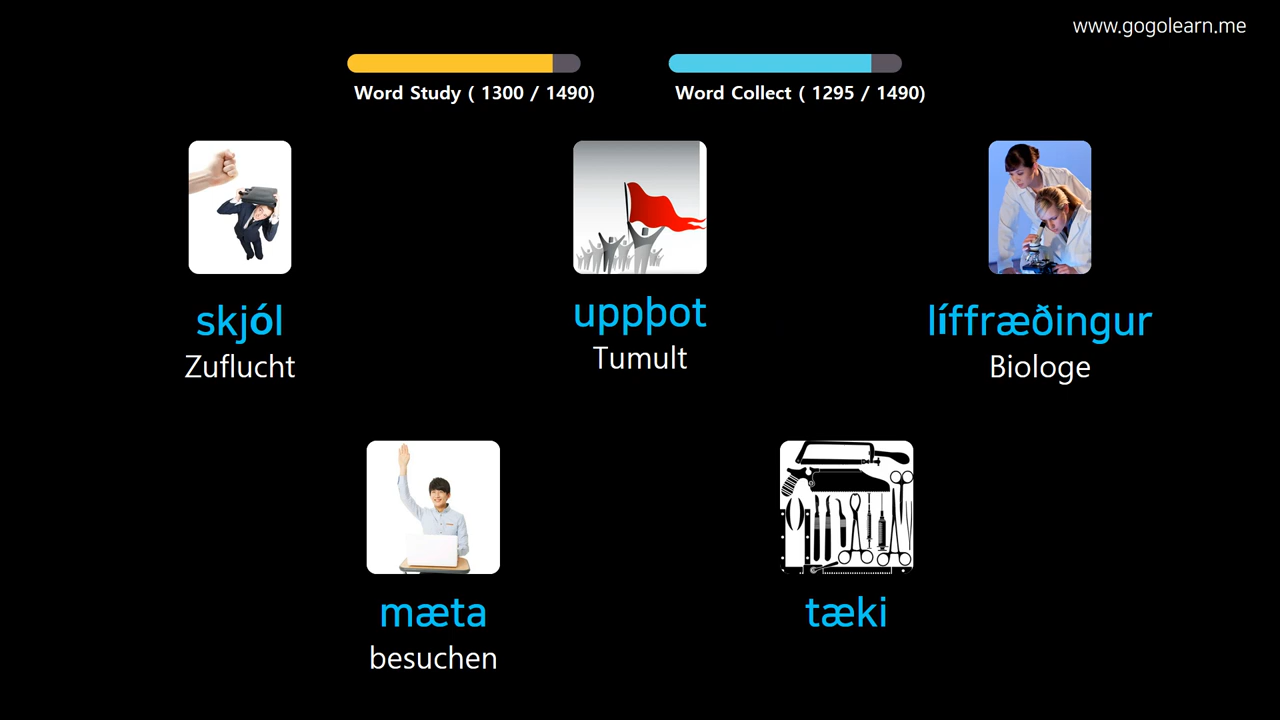 www.gogolearn.me
Word Study ( 1300 / 1490)
Word Collect ( 1295 / 1490)
skjól
Zuflucht
uppþot
Tumult
líffræðingur
Biologe
mæta
besuchen
tæki